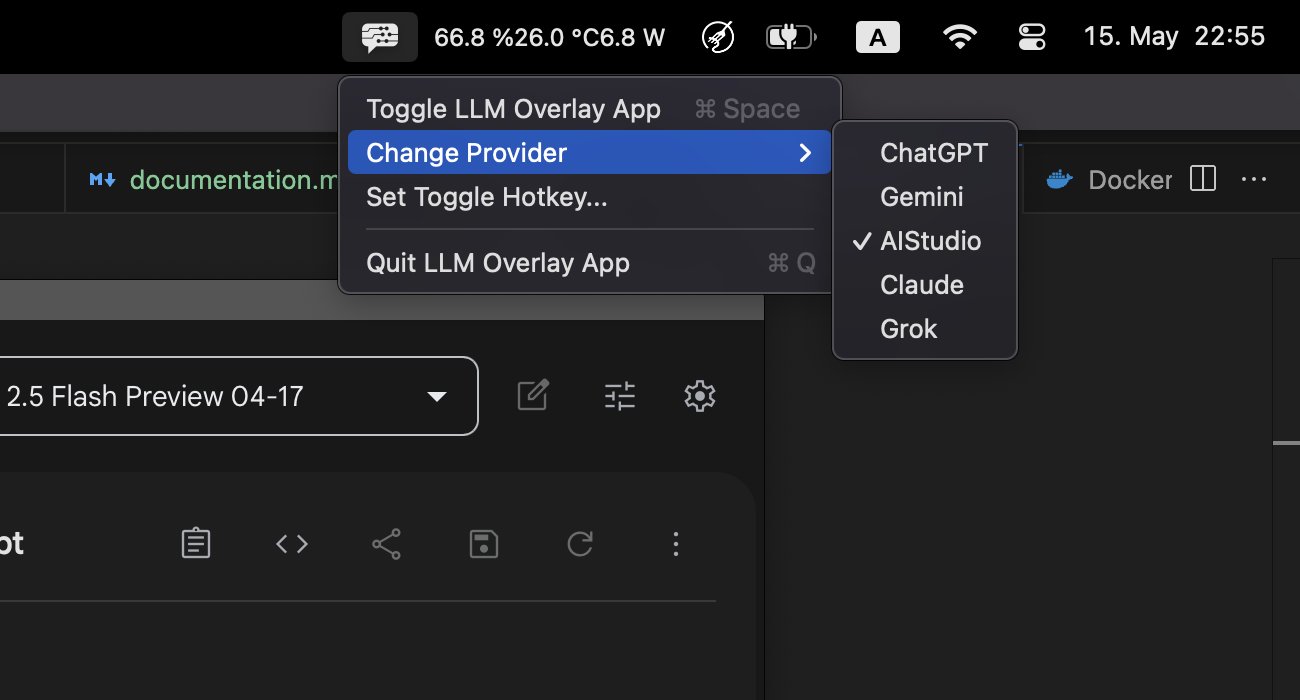 66.8 %26.0 °C6.8 W A 15. May 22:55
Toggle LLM Overlay App ⌘ Space
Change Provider
Set Toggle Hotkey...
Quit LLM Overlay App ⌘ Q
ChatGPT
Gemini
✓ AIStudio
Claude
Grok
M↓ documentation.m
Docker ...
2.5 Flash Preview 04-17
pt